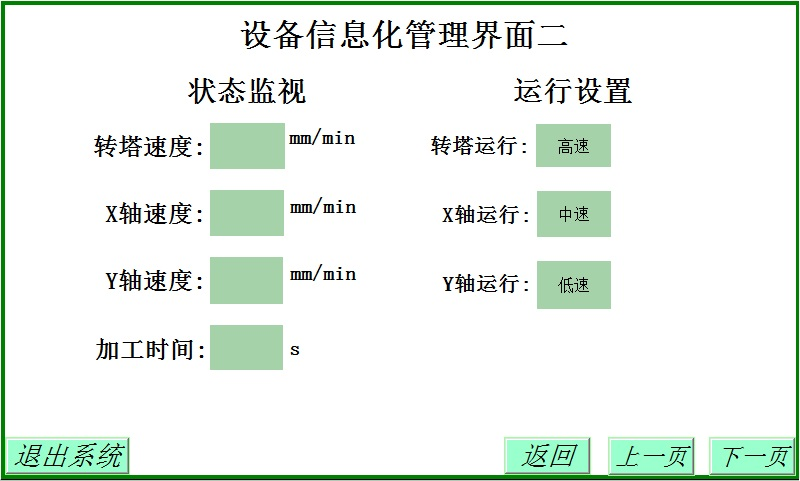 设备信息化管理界面二
状态监视
运行设置
转塔速度: mm/min
转塔运行: 高速
X轴速度: mm/min
X轴运行: 中速
Y轴速度: mm/min
Y轴运行: 低速
加工时间: s
退出系统
返回
上一页
下一页